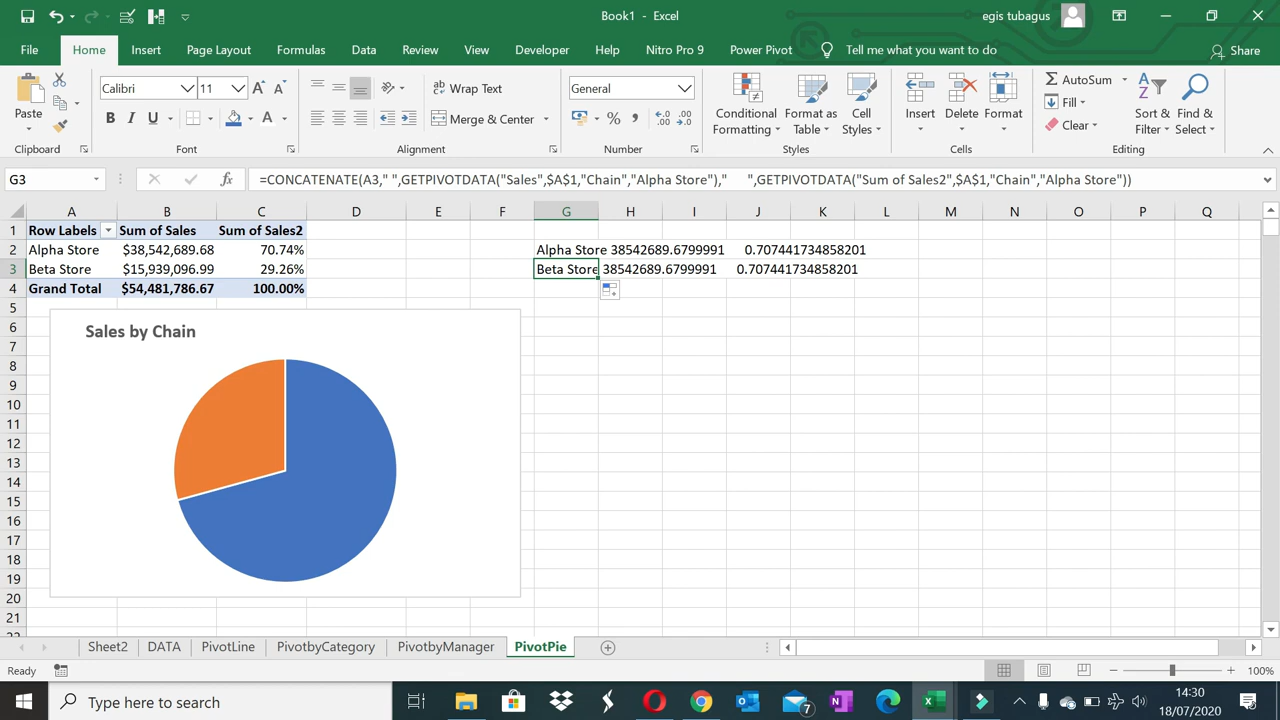 Book1 - Excel
egis tubagus
File Home Insert Page Layout Formulas Data Review View Developer Help Nitro Pro 9 Power Pivot Tell me what you want to do Share
Paste
Clipboard
Calibri 11
B I U
Font
Wrap Text
Merge & Center
Alignment
General
Number
Conditional Formatting
Format as Table
Cell Styles
Styles
Insert
Delete
Format
Cells
AutoSum
Fill
Clear
Sort & Filter
Find & Select
Editing
G3 =CONCATENATE(A3," ",GETPIVOTDATA("Sales",$A$1,"Chain","Alpha Store"),"      ",GETPIVOTDATA("Sum of Sales2",$A$1,"Chain","Alpha Store"))
A B C D E F G H I J K L M N O P Q
1 Row Labels Sum of Sales Sum of Sales2
2 Alpha Store $38,542,689.68 70.74% Alpha Store 38542689.6799991      0.707441734858201
3 Beta Store $15,939,096.99 29.26% Beta Store 38542689.6799991      0.707441734858201
4 Grand Total $54,481,786.67 100.00%
5
6 Sales by Chain
7
8
9
10
11
12
13
14
15
16
17
18
19
20
21
Sheet2 DATA PivotLine PivotbyCategory PivotbyManager PivotPie
Ready 100%
Type here to search
7
14:30
18/07/2020